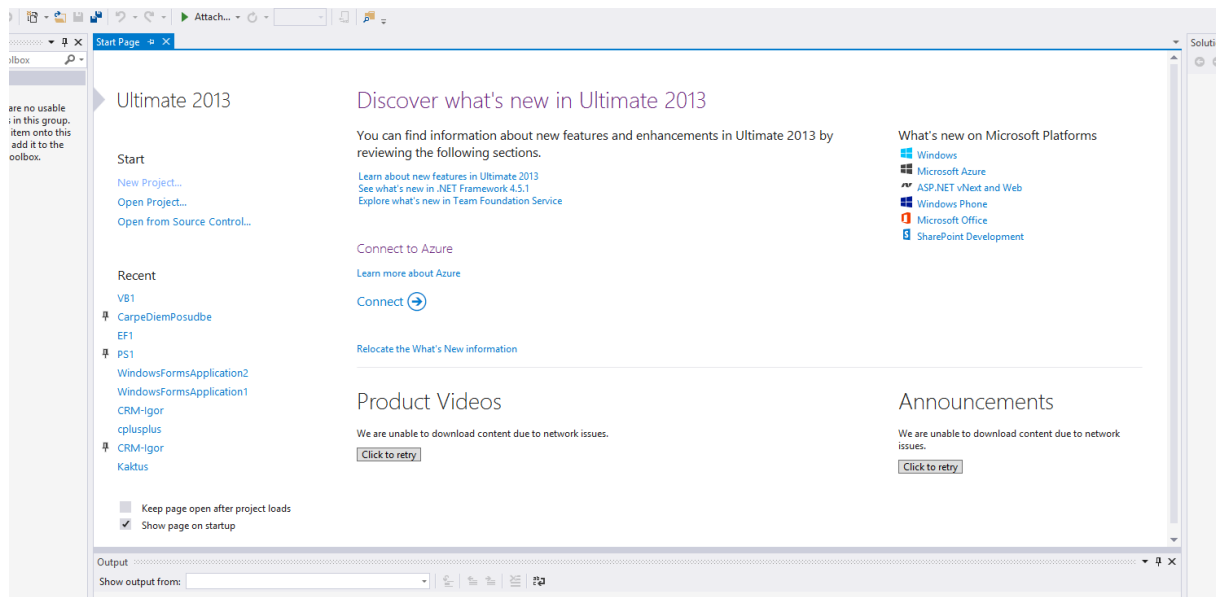 Attach...
Start Page
Soluti
olbox
are no usable
s in this group.
item onto this
add it to the
oolbox.
Ultimate 2013
Start
New Project...
Open Project...
Open from Source Control...
Recent
VB1
CarpeDiemPosudbe
EF1
PS1
WindowsFormsApplication2
WindowsFormsApplication1
CRM-Igor
cplusplus
CRM-Igor
Kaktus
Keep page open after project loads
Show page on startup
Discover what's new in Ultimate 2013
You can find information about new features and enhancements in Ultimate 2013 by
reviewing the following sections.
Learn about new features in Ultimate 2013
See what's new in .NET Framework 4.5.1
Explore what's new in Team Foundation Service
Connect to Azure
Learn more about Azure
Connect
Relocate the What's New information
What's new on Microsoft Platforms
Windows
Microsoft Azure
ASP.NET vNext and Web
Windows Phone
Microsoft Office
SharePoint Development
Product Videos
We are unable to download content due to network issues.
Click to retry
Announcements
We are unable to download content due to network
issues.
Click to retry
Output
Show output from: